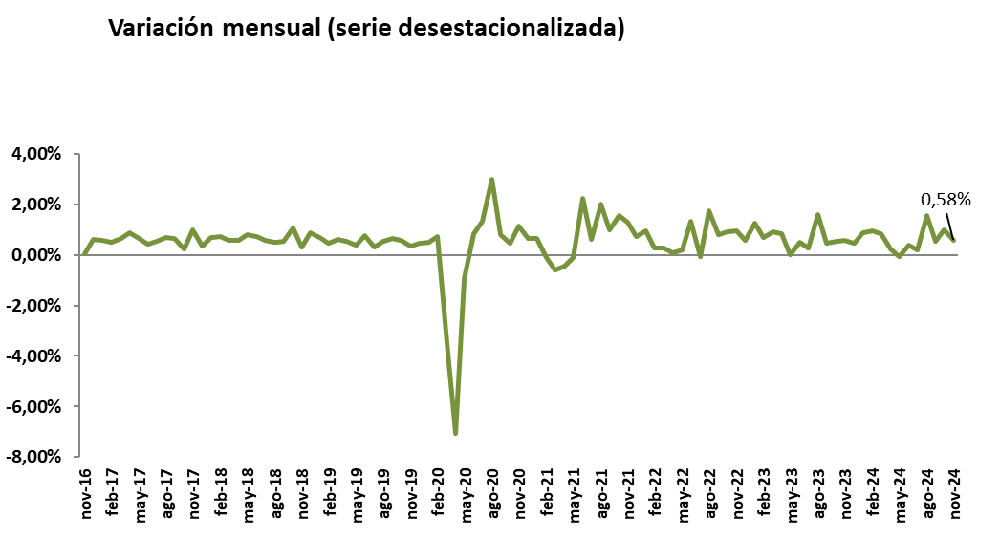 Variación mensual (serie desestacionalizada)
4,00%
2,00%
0,00%
-2,00%
-4,00%
-6,00%
-8,00%
0,58%
nov-16
feb-17
may-17
ago-17
nov-17
feb-18
may-18
ago-18
nov-18
feb-19
may-19
ago-19
nov-19
feb-20
may-20
ago-20
nov-20
feb-21
may-21
ago-21
nov-21
feb-22
may-22
ago-22
nov-22
feb-23
may-23
ago-23
nov-23
feb-24
may-24
ago-24
nov-24